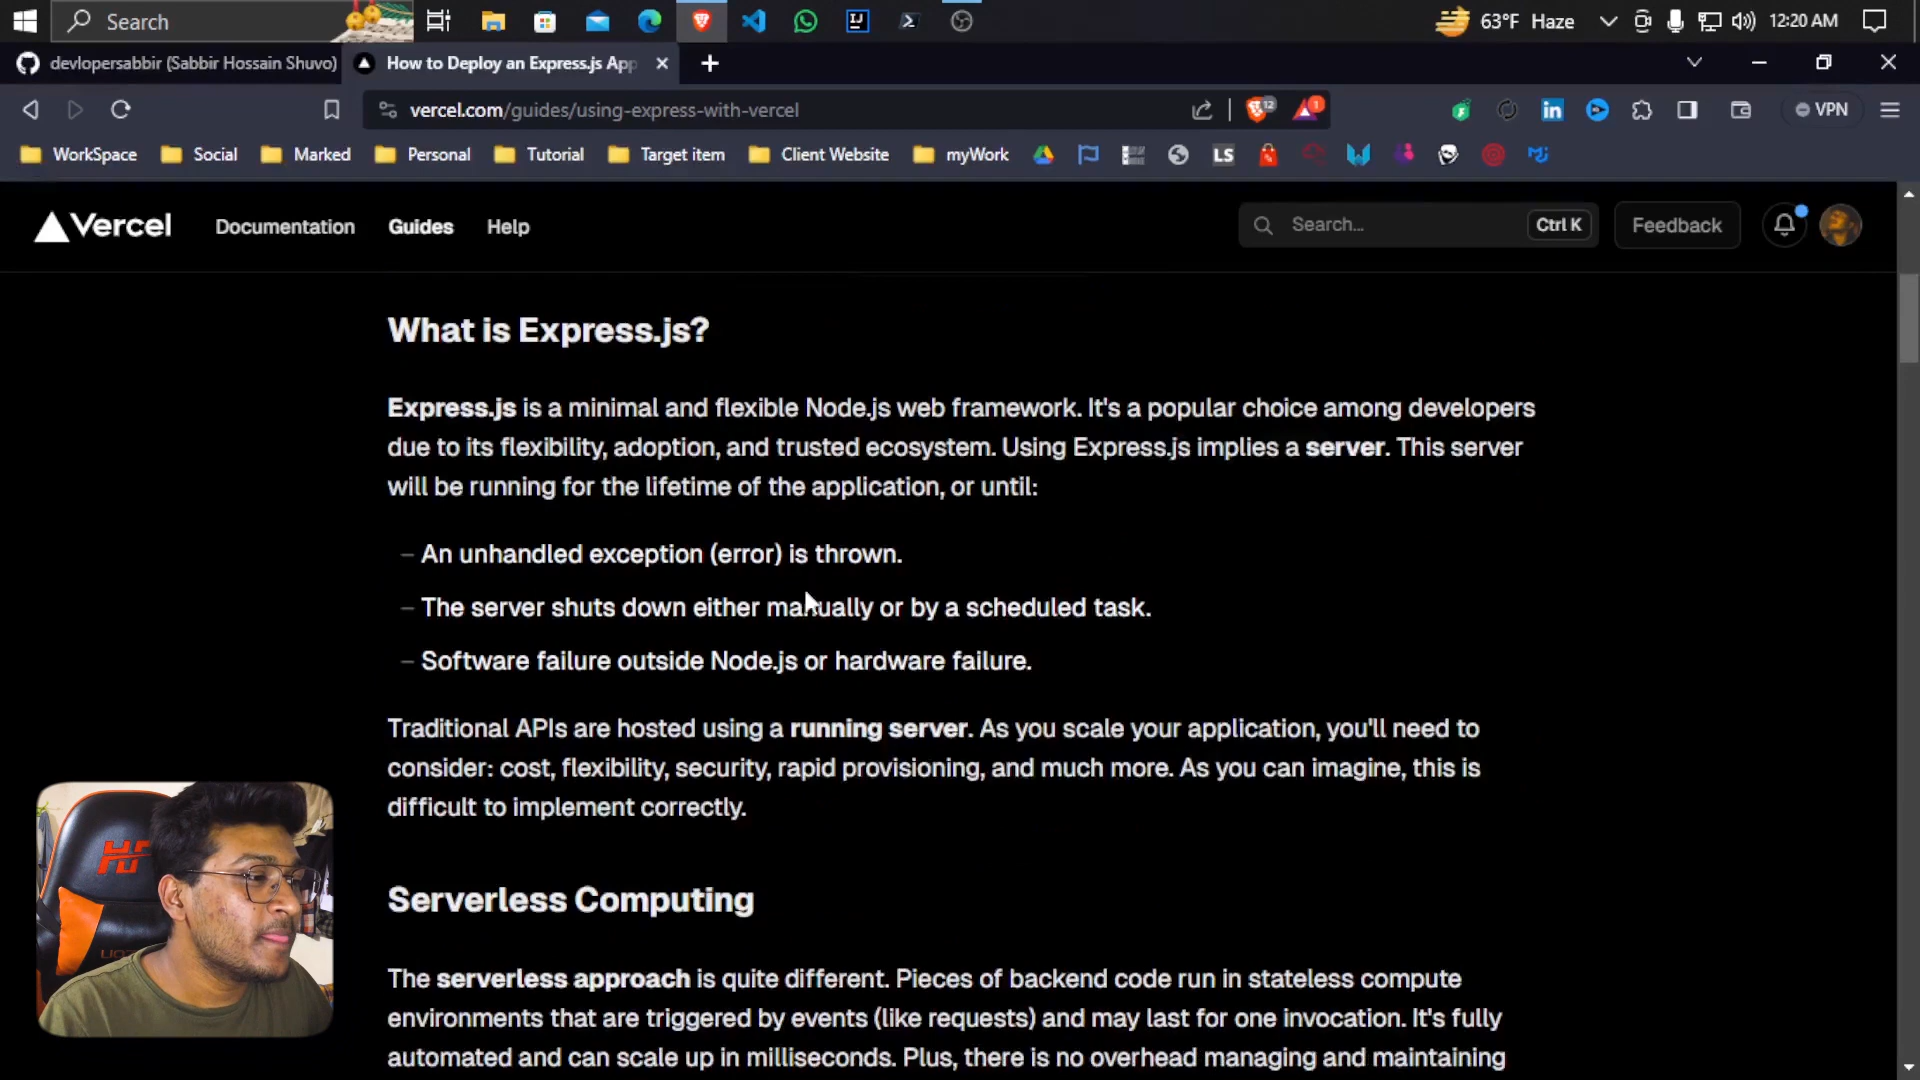 Search
63°F Haze
12:20 AM
devlopersabbir (Sabbir Hossain Shuvo)
How to Deploy an Express.js App
vercel.com/guides/using-express-with-vercel
12
1
VPN
WorkSpace
Social
Marked
Personal
Tutorial
Target item
Client Website
myWork
LS
Vercel
Documentation
Guides
Help
Search...
Ctrl K
Feedback
What is Express.js?
Express.js is a minimal and flexible Node.js web framework. It's a popular choice among developers
due to its flexibility, adoption, and trusted ecosystem. Using Express.js implies a server. This server
will be running for the lifetime of the application, or until:
– An unhandled exception (error) is thrown.
– The server shuts down either manually or by a scheduled task.
– Software failure outside Node.js or hardware failure.
Traditional APIs are hosted using a running server. As you scale your application, you'll need to
consider: cost, flexibility, security, rapid provisioning, and much more. As you can imagine, this is
difficult to implement correctly.
Serverless Computing
The serverless approach is quite different. Pieces of backend code run in stateless compute
environments that are triggered by events (like requests) and may last for one invocation. It's fully
automated and can scale up in milliseconds. Plus, there is no overhead managing and maintaining